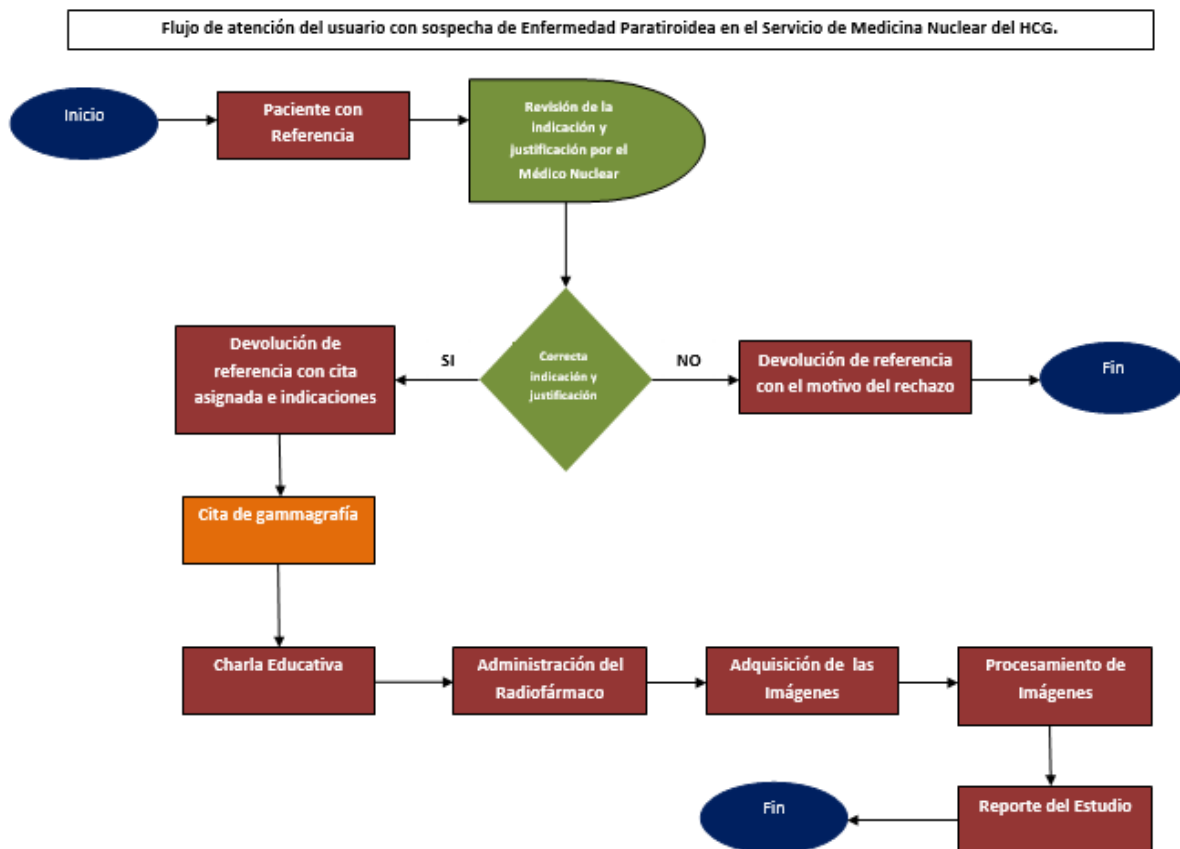 Flujo de atención del usuario con sospecha de Enfermedad Paratiroidea en el Servicio de Medicina Nuclear del HCG.
Inicio
Paciente con
Referencia
Revisión de la
indicación y
justificación por el
Médico Nuclear
Correcta
indicación y
justificación
SI
NO
Devolución de
referencia con cita
asignada e indicaciones
Devolución de referencia
con el motivo del rechazo
Fin
Cita de gammagrafía
Charla Educativa
Administración del
Radiofármaco
Adquisición de las
Imágenes
Procesamiento de
Imágenes
Reporte del Estudio
Fin